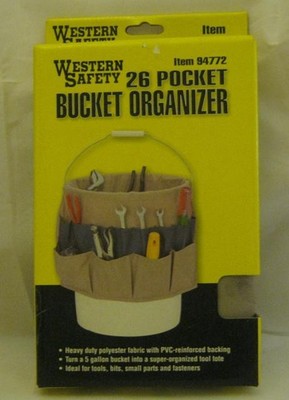 WESTERN
SAFETY
Item
WESTERN
SAFETY
Item 94772
26 POCKET
BUCKET ORGANIZER
• Heavy duty polyester fabric with PVC-reinforced backing
• Turn a 5 gallon bucket into a super-organized tool tote
• Ideal for tools, bits, small parts and fasteners